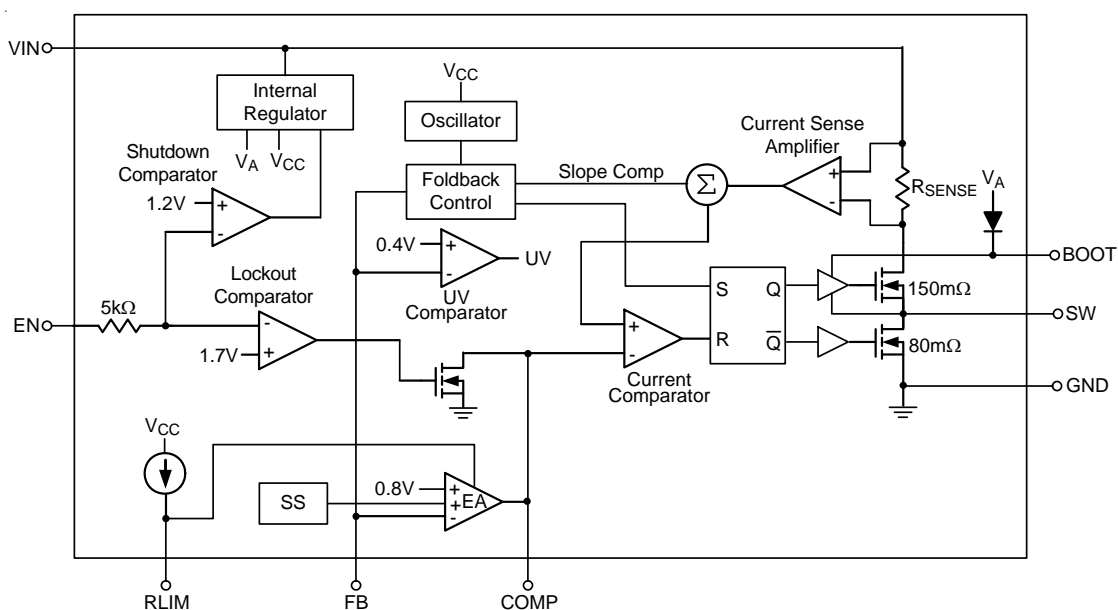 VIN
VCC
Internal
Regulator
Oscillator
Current Sense
Amplifier
VA
VCC
Shutdown
Comparator
Foldback
Control
Slope Comp
Σ
+
-
RSENSE
VA
1.2V
+
-
0.4V
+
-
UV
UV
Comparator
BOOT
Lockout
Comparator
S
Q
150mΩ
5kΩ
EN
-
+
1.7V
+
-
R
Q
SW
80mΩ
Current
Comparator
GND
VCC
SS
0.8V
+
+
-
EA
RLIM
FB
COMP